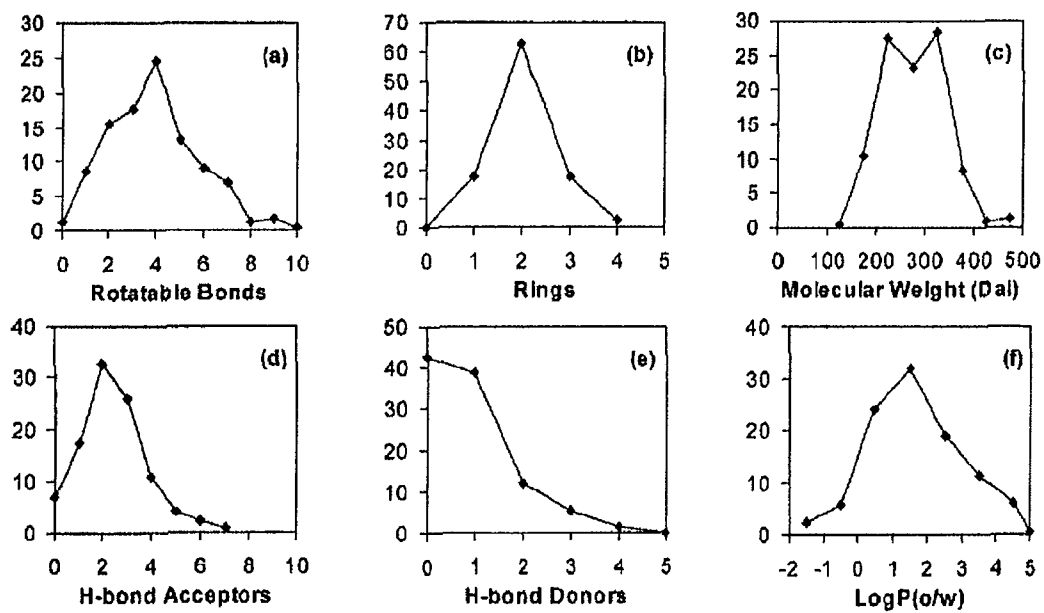 30
25
20
15
10
5
0
(a)
0 2 4 6 8 10
Rotatable Bonds
70
60
50
40
30
20
10
0
(b)
0 1 2 3 4 5
Rings
30
25
20
15
10
5
0
(c)
0 100 200 300 400 500
Molecular Weight (Dal)
40
30
20
10
0
(d)
0 2 4 6 8 10
H-bond Acceptors
50
40
30
20
10
0
(e)
0 1 2 3 4 5
H-bond Donors
40
30
20
10
0
(f)
-2 -1 0 1 2 3 4 5
LogP(o/w)